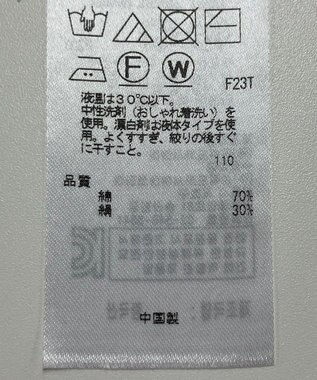 F W
F23T
液温は30℃以下。
中性洗剤（おしゃれ着洗い）を
使用。漂白剤は液体タイプを使
用。よくすすぎ、絞りの後すぐ
に干すこと。
110
品質
綿 70%
絹 30%
中国製